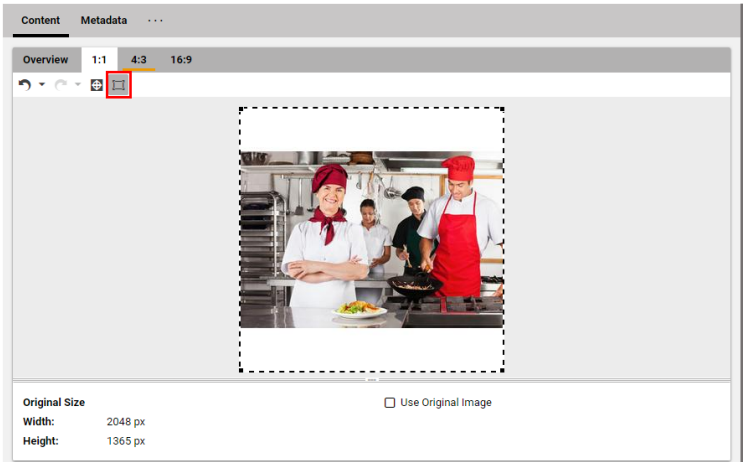 Content Metadata ···
Overview 1:1 4:3 16:9
Original Size
Use Original Image
Width: 2048 px
Height: 1365 px